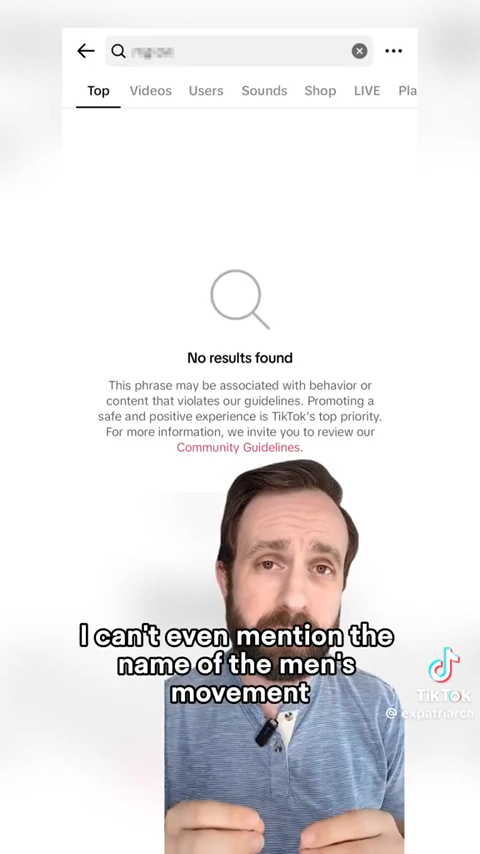 Top Videos Users Sounds Shop LIVE Pla
No results found
This phrase may be associated with behavior or
content that violates our guidelines. Promoting a
safe and positive experience is TikTok's top priority.
For more information, we invite you to review our
Community Guidelines.
I can't even mention the
name of the men's
movement
TikTok
@ expatriarch